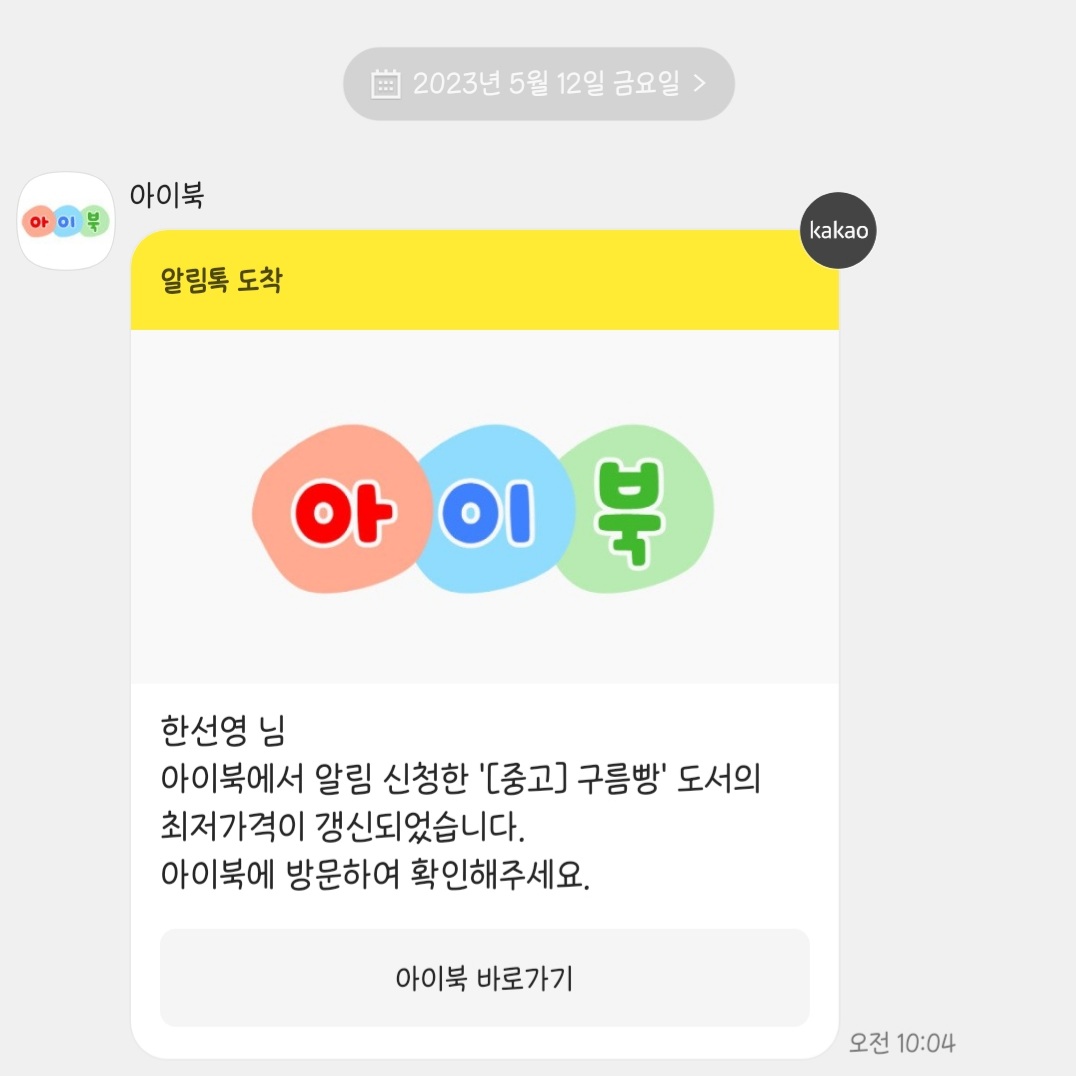 2023년 5월 12일 금요일 >
아이북
아이북
kakao
알림톡 도착
아이북
한선영 님
아이북에서 알림 신청한 '[중고] 구름빵' 도서의
최저가격이 갱신되었습니다.
아이북에 방문하여 확인해주세요.
아이북 바로가기
오전 10:04